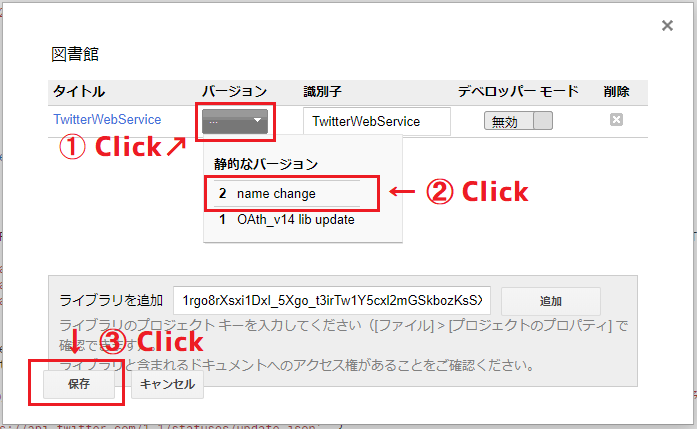 ×
図書館
タイトル バージョン 識別子 デベロッパー モード 削除
TwitterWebService ... TwitterWebService 無効
① Click↗
静的なバージョン
2 name change
← ② Click
1 OAth_v14 lib update
ライブラリを追加 1rgo8rXsxi1DxI_5Xgo_t3irTw1Y5cxl2mGSkbozKsSX 追加
ライブラリのプロジェクト キーを入力してください（[ファイル] > [プロジェクトのプロパティ] で
確認できます）。
↓ ③ Click
ライブラリと含まれるドキュメントへのアクセス権があることをご確認ください。
保存 キャンセル